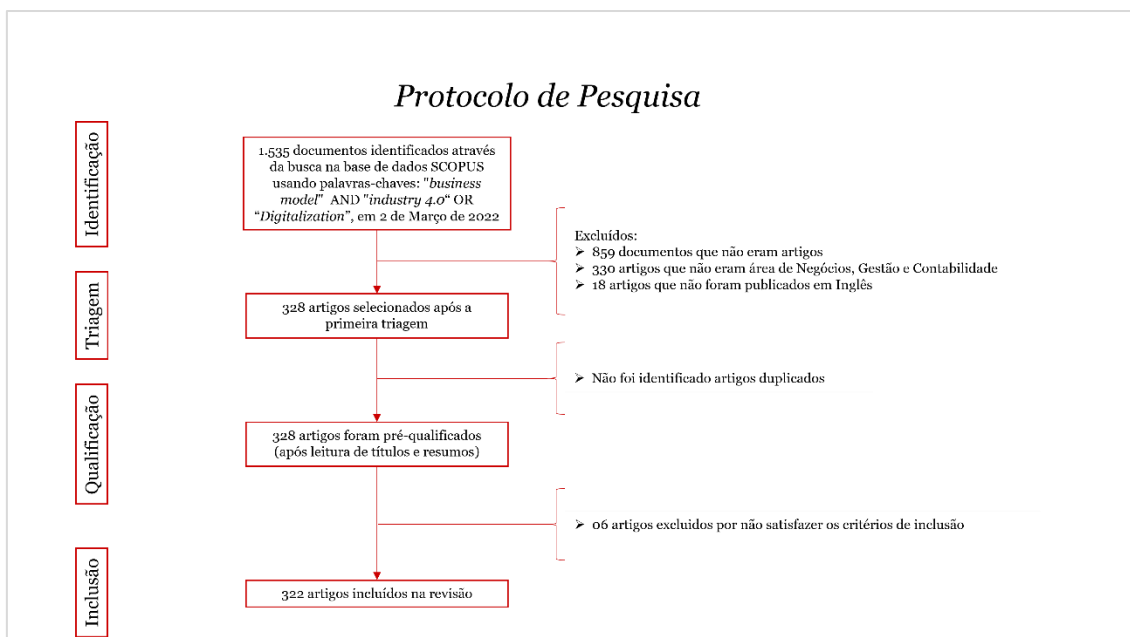 Protocolo de Pesquisa
Identificação
1.535 documentos identificados através
da busca na base de dados SCOPUS
usando palavras-chaves: "business
model" AND "industry 4.0“ OR
“Digitalization”, em 2 de Março de 2022
Excluídos:
➢ 859 documentos que não eram artigos
➢ 330 artigos que não eram área de Negócios, Gestão e Contabilidade
➢ 18 artigos que não foram publicados em Inglês
Triagem
328 artigos selecionados após a
primeira triagem
➢ Não foi identificado artigos duplicados
Qualificação
328 artigos foram pré-qualificados
(após leitura de títulos e resumos)
➢ 06 artigos excluidos por não satisfazer os critérios de inclusão
Inclusão
322 artigos incluídos na revisão